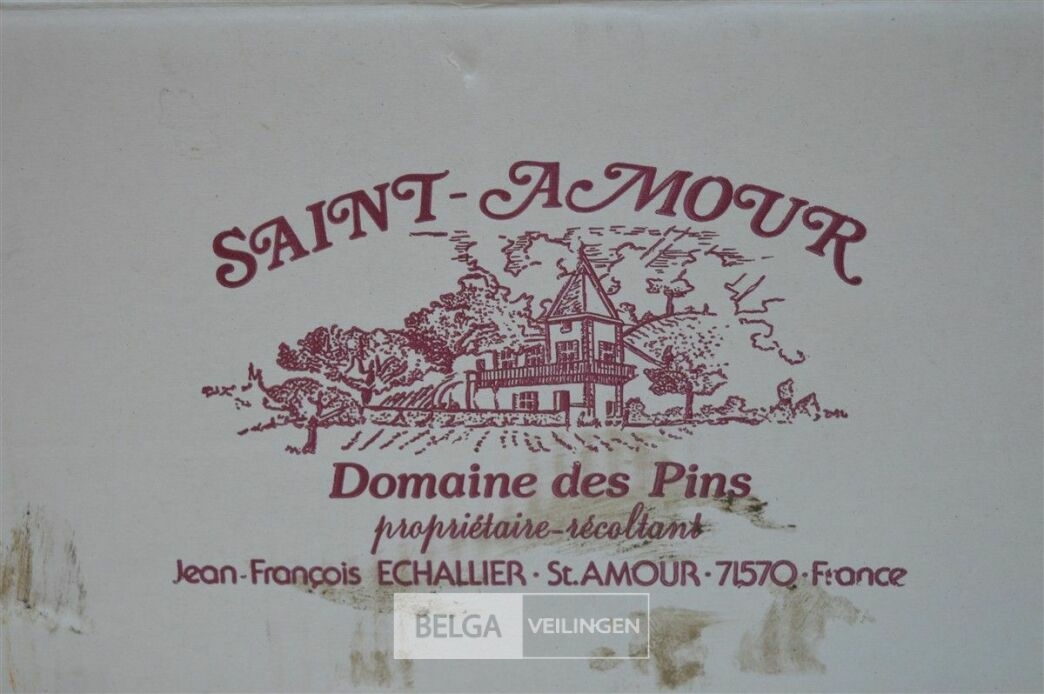 SAINT-AMOUR
Domaine des Pins
propriétaire-récoltant
Jean-François ECHALLIER · St.AMOUR · 71570 · France
BELGA VEILINGEN